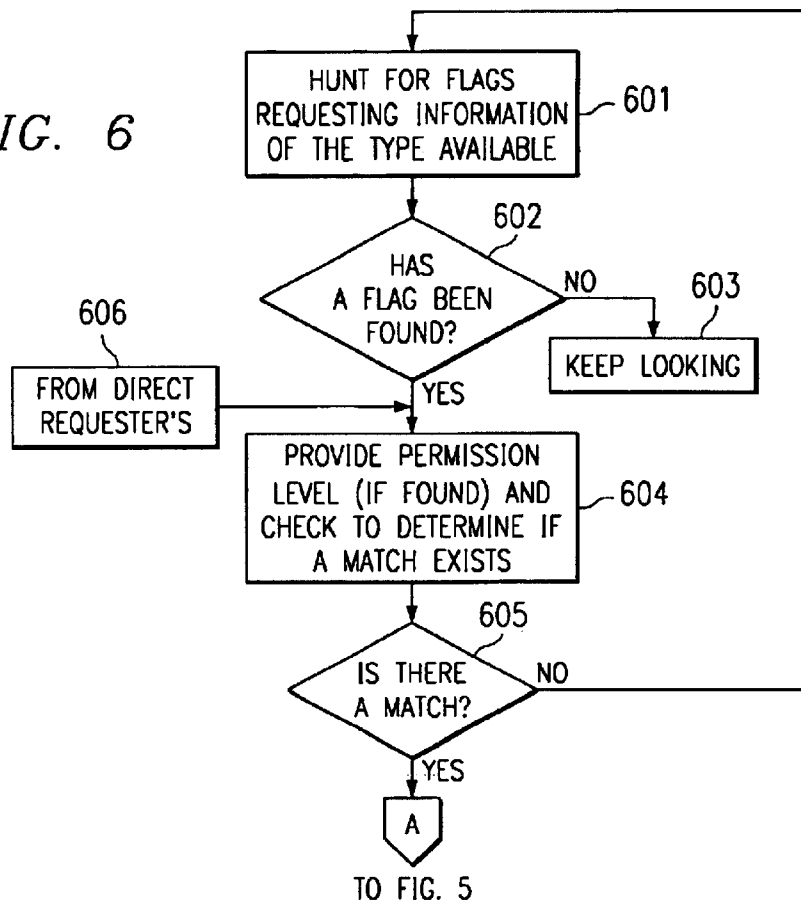 IG. 6
HUNT FOR FLAGS
REQUESTING INFORMATION
OF THE TYPE AVAILABLE
601
602
HAS
A FLAG BEEN
FOUND?
NO
603
KEEP LOOKING
606
FROM DIRECT
REQUESTER'S
YES
PROVIDE PERMISSION
LEVEL (IF FOUND) AND
CHECK TO DETERMINE IF
A MATCH EXISTS
604
605
IS THERE
A MATCH?
NO
YES
A
TO FIG. 5